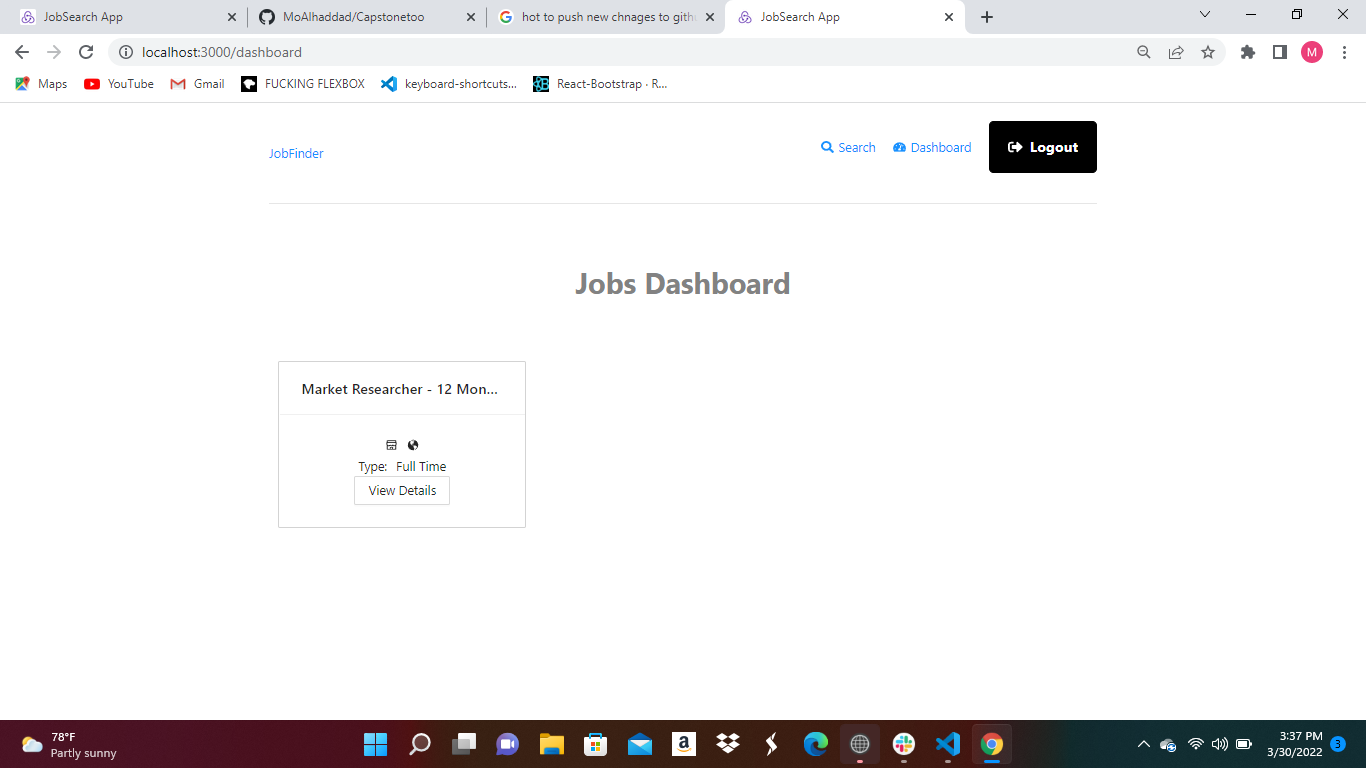 JobSearch App
MoAlhaddad/Capstonetoo
hot to push new chnages to gith
JobSearch App
localhost:3000/dashboard
M
Maps
YouTube
Gmail
FUCKING FLEXBOX
keyboard-shortcuts...
React-Bootstrap · R...
JobFinder
Search
Dashboard
Logout
Jobs Dashboard
Market Researcher - 12 Mon...
Type: Full Time
View Details
78°F
Partly sunny
3:37 PM
3/30/2022
3